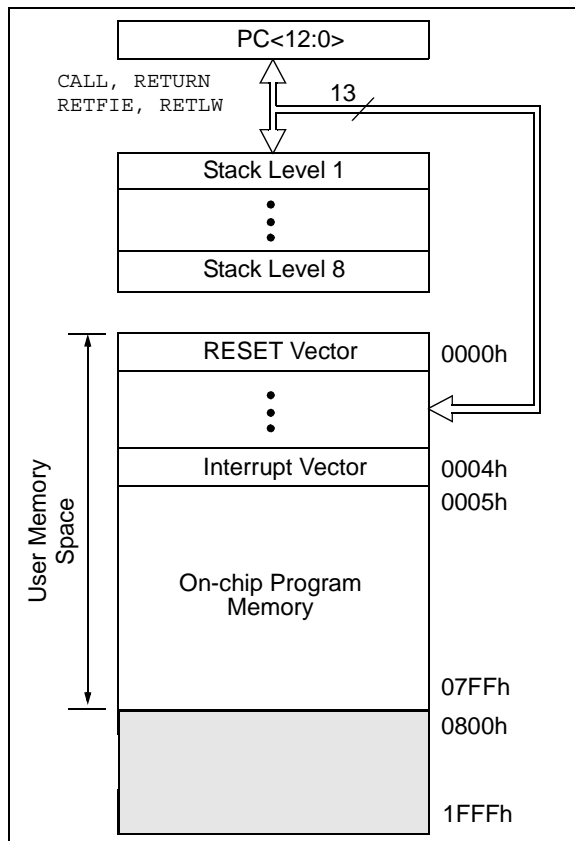 PC<12:0>
CALL, RETURN
RETFIE, RETLW
13
Stack Level 1
Stack Level 8
RESET Vector
0000h
Interrupt Vector
0004h
0005h
User Memory
Space
On-chip Program
Memory
07FFh
0800h
1FFFh